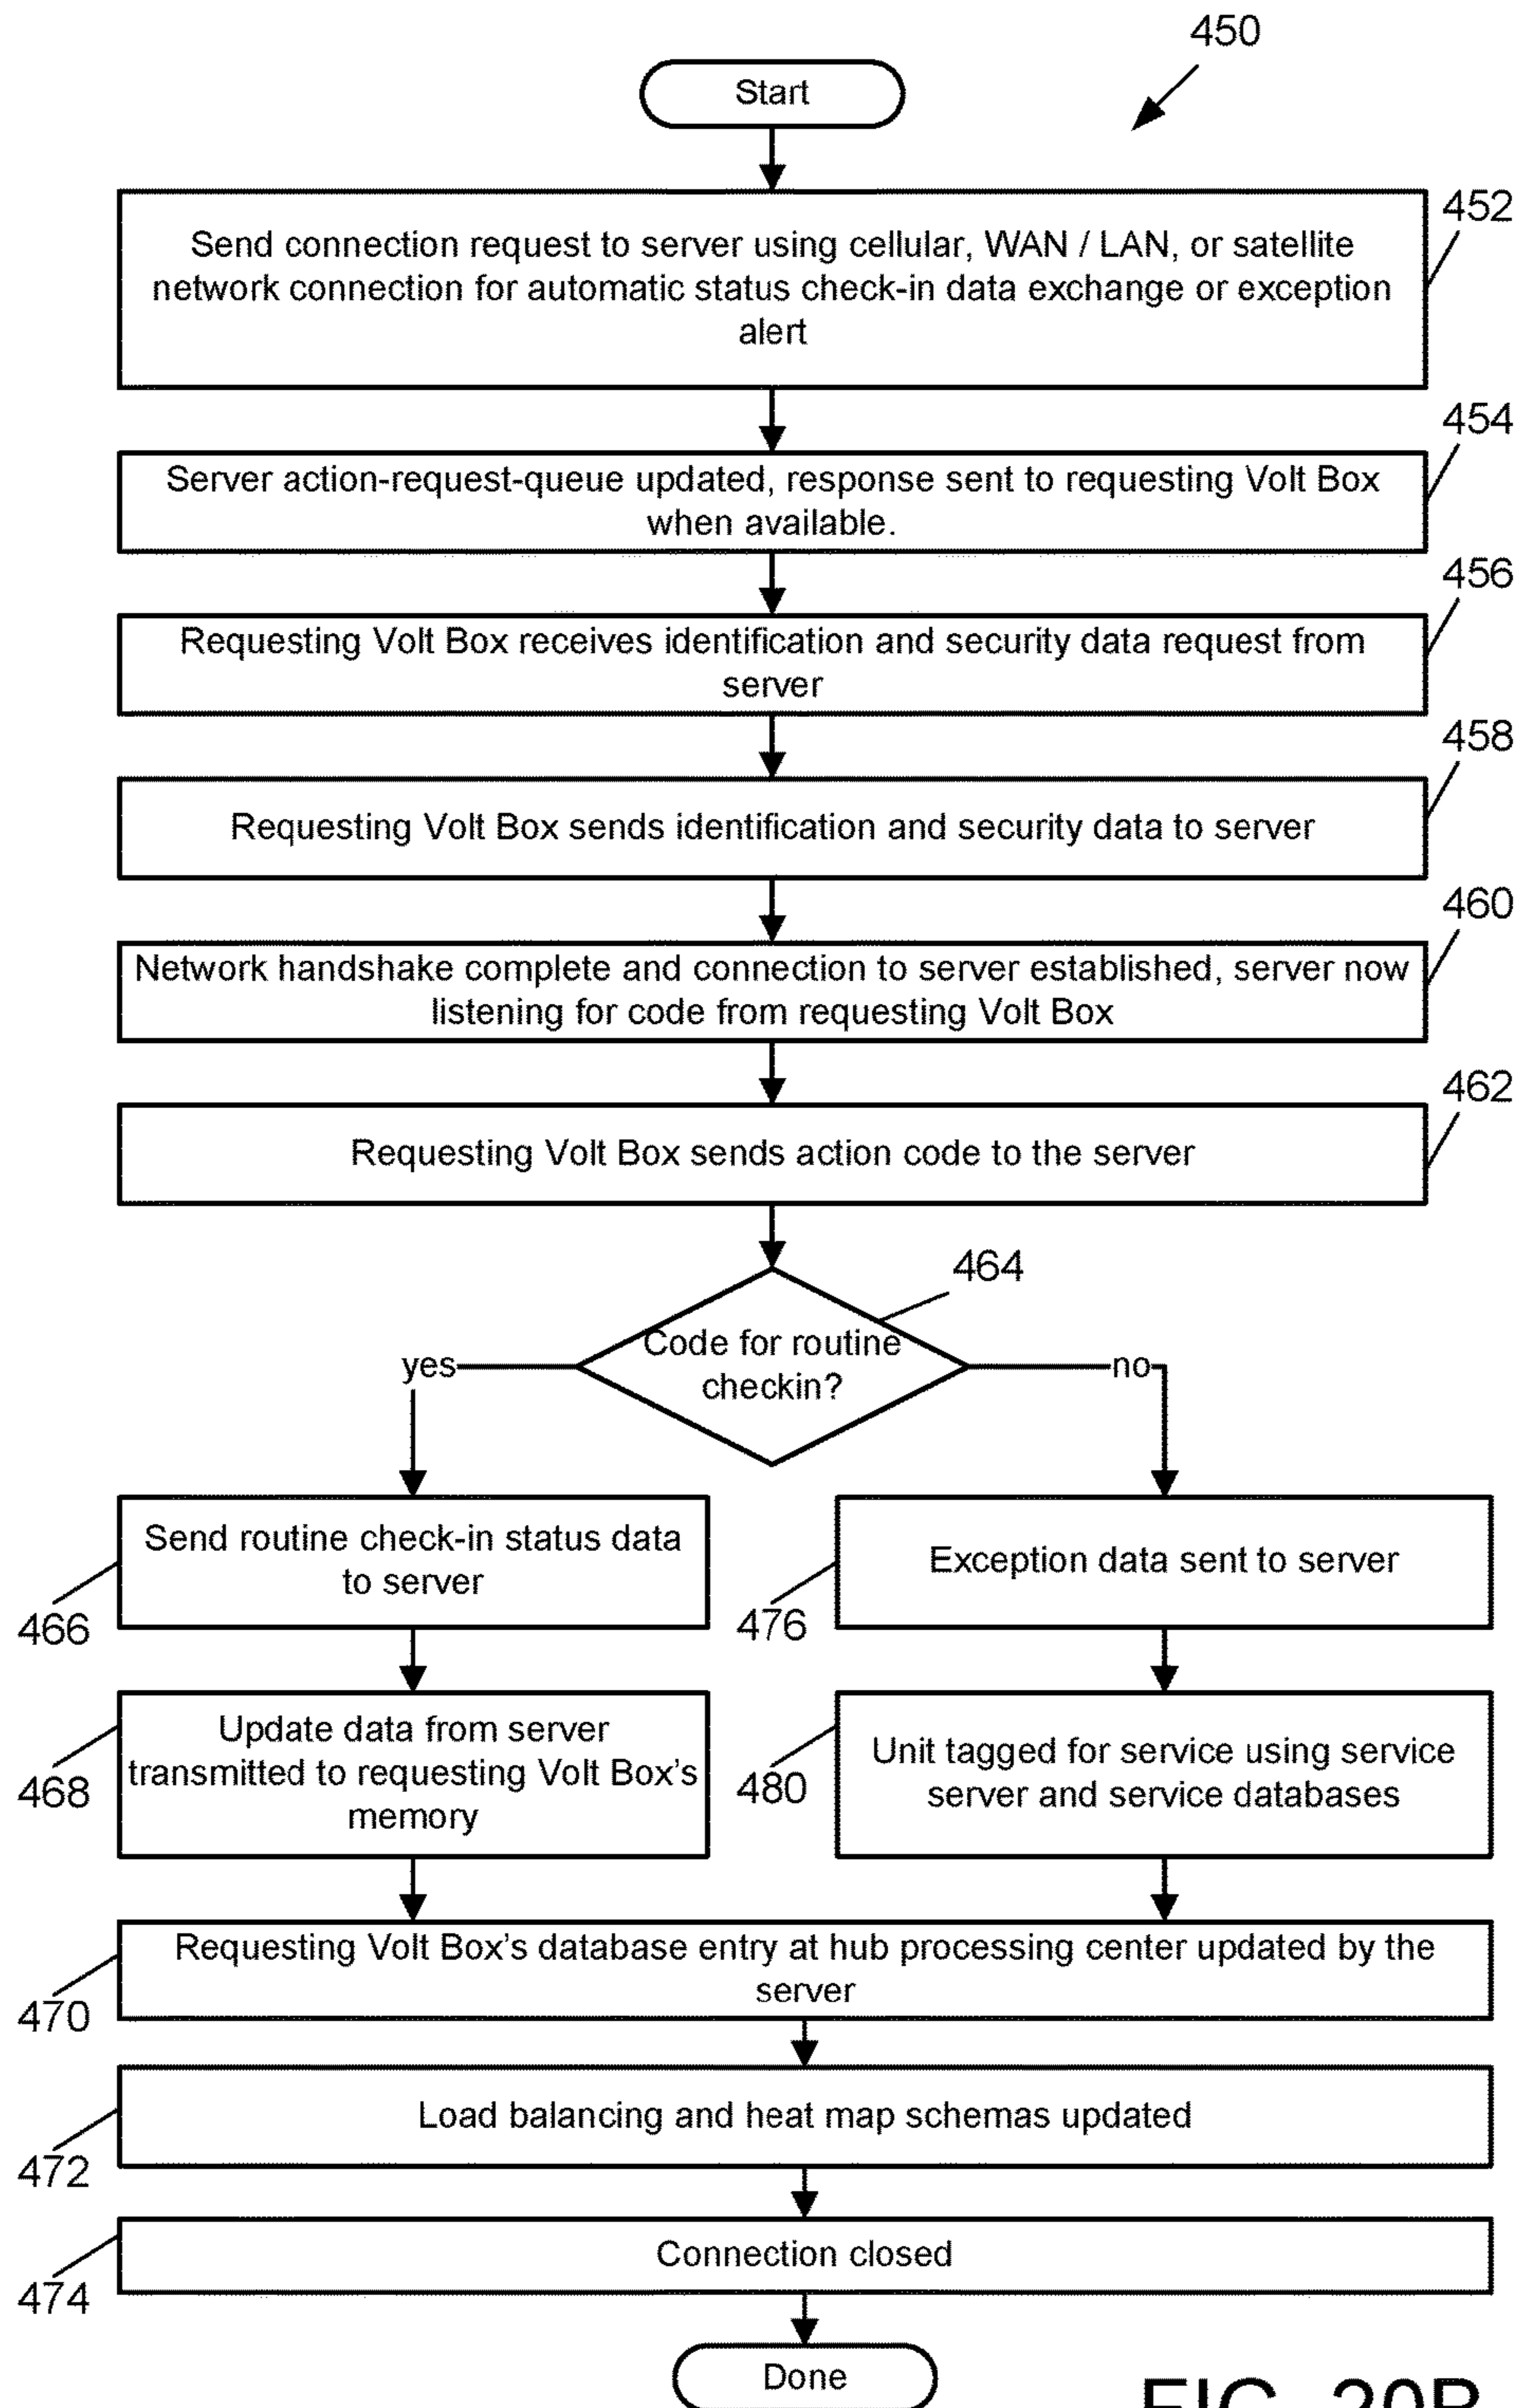 450
Start
452
Send connection request to server using cellular, WAN / LAN, or satellite
network connection for automatic status check-in data exchange or exception
alert
454
Server action-request-queue updated, response sent to requesting Volt Box
when available.
456
Requesting Volt Box receives identification and security data request from
server
458
Requesting Volt Box sends identification and security data to server
460
Network handshake complete and connection to server established, server now
listening for code from requesting Volt Box
462
Requesting Volt Box sends action code to the server
464
Code for routine
checkin?
yes
no
Send routine check-in status data
to server
466
Exception data sent to server
476
Update data from server
transmitted to requesting Volt Box's
memory
468
Unit tagged for service using service
server and service databases
480
Requesting Volt Box's database entry at hub processing center updated by the
server
470
Load balancing and heat map schemas updated
472
Connection closed
474
Done
FIG. 20B